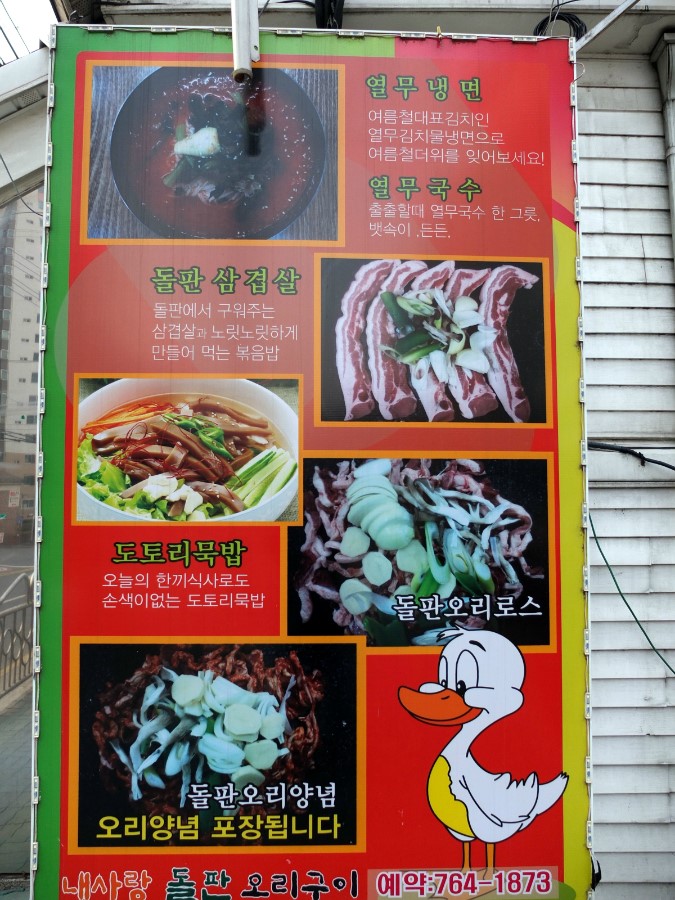 열무냉면
여름철대표김치인
열무김치물냉면으로
여름철더위를 잊어보세요!
열무국수
출출할때 열무국수 한 그릇,
뱃속이 .든든.
돌판 삼겹살
돌판에서 구워주는
삼겹살과 노릿노릿하게
만들어 먹는 볶음밥
도토리묵밥
오늘의 한끼식사로도
손색이없는 도토리묵밥
돌판오리로스
돌판오리양념
오리양념 포장됩니다
내사랑 돌판 오리구이
예약:764-1873